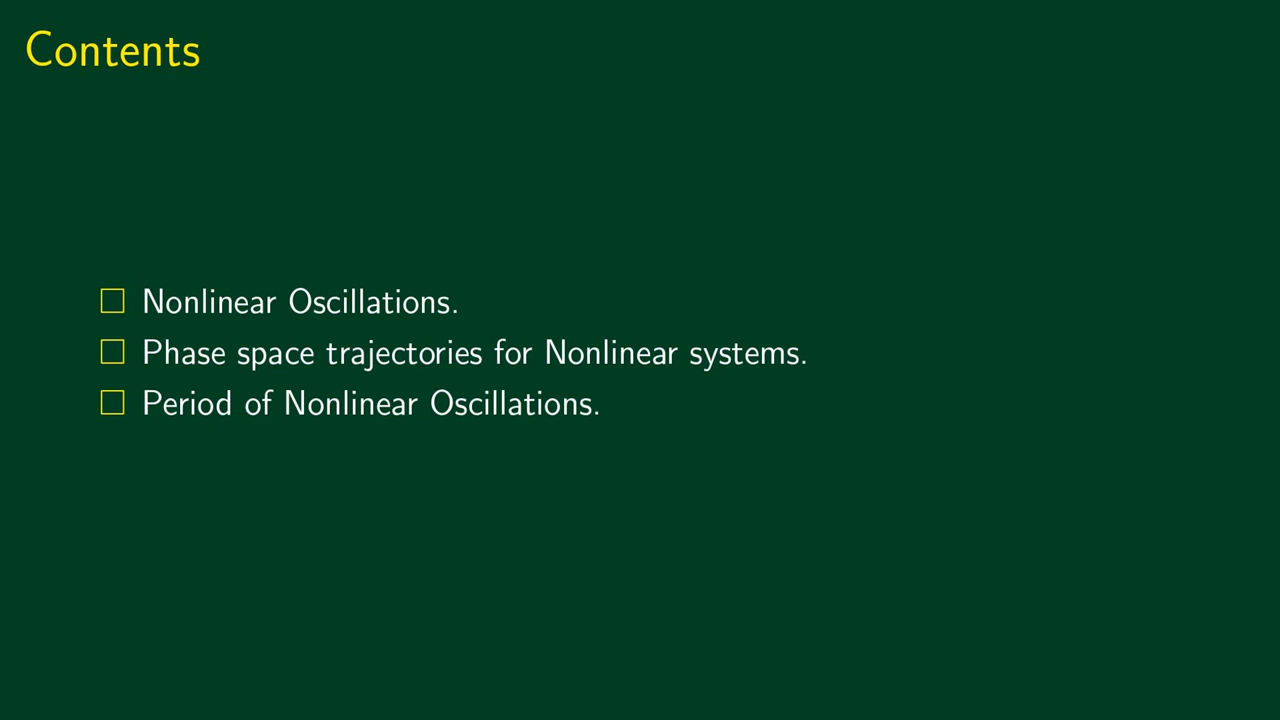 Contents
□ Nonlinear Oscillations.
□ Phase space trajectories for Nonlinear systems.
□ Period of Nonlinear Oscillations.